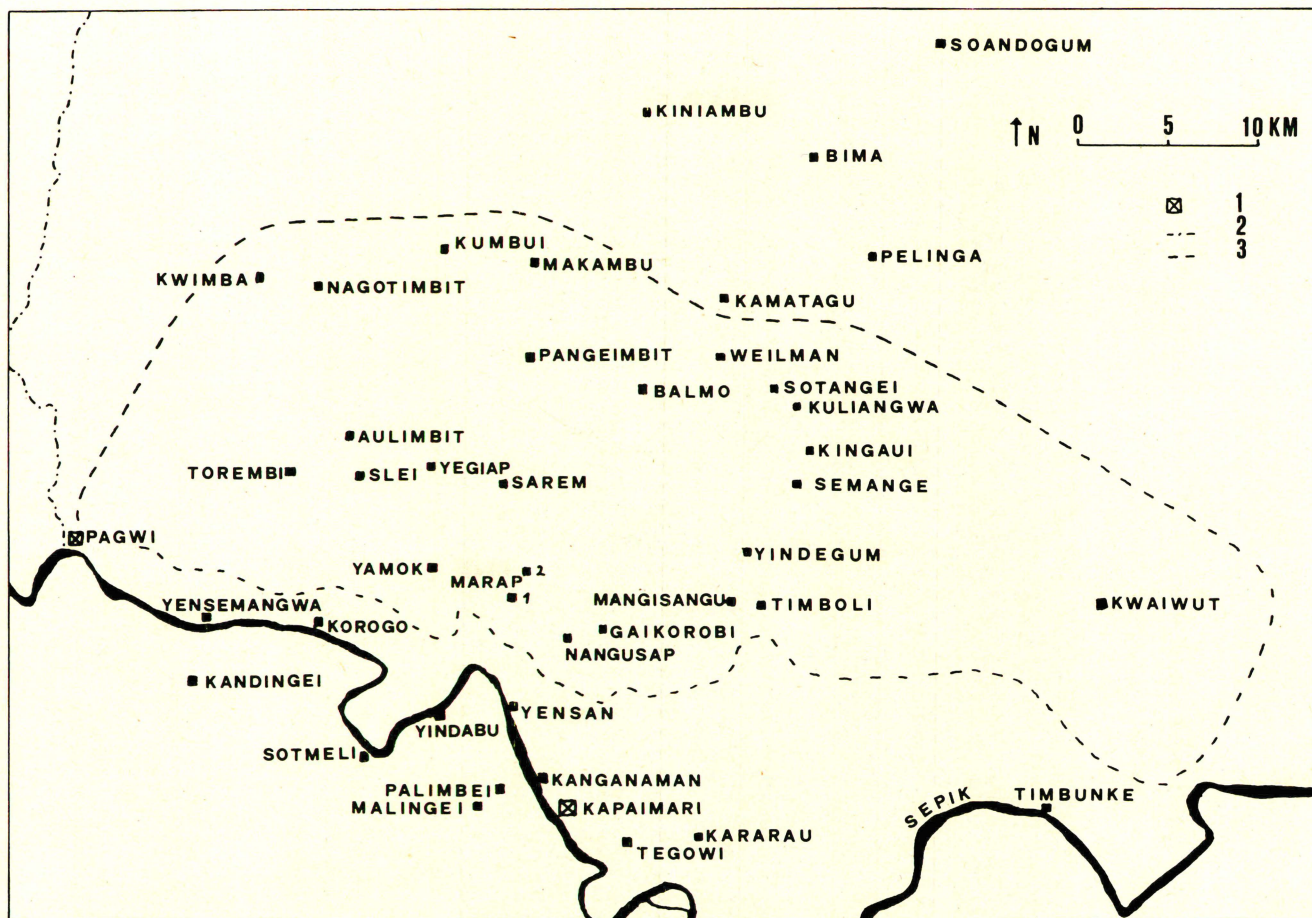 SOANDOGUM
KINIAMBU
N
0 5 10 KM
BIMA
1
2
3
KUMBUI
MAKAMBU
PELINGA
KWIMBA
NAGOTIMBIT
KAMATAGU
PANGEIMBIT
WEILMAN
BALMO
SOTANGEI
KULIANGWA
AULIMBIT
KINGAUI
TOREMBI
SLEI
YEGIAP
SAREM
SEMANGE
PAGWI
YINDEGUM
YAMOK
MARAP
2
1
MANGISANGU
TIMBOLI
KWAIWUT
YENSEMANGWA
KOROGO
GAIKOROBI
NANGUSAP
KANDINGEI
YENSAN
YINDABU
SOTMELI
KANGANAMAN
PALIMBEI
MALINGEI
KAPAIMARI
SEPIK
TIMBUNKE
KARARAU
TEGOWI